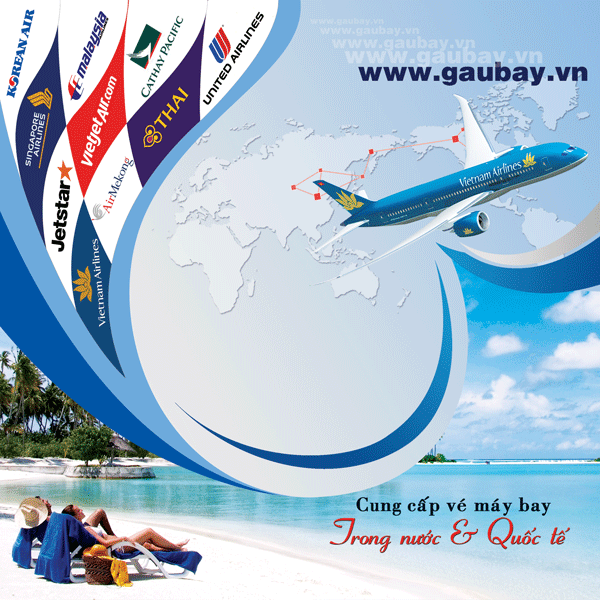 KOREAN AIR
malaysia
CATHAY PACIFIC
UNITED AIRLINES
SINGAPORE
AIRLINES
vietjetAir.com
THAI
Jetstar
AirMekong
Vietnam Airlines
www.gaubay.vn
www.gaubay.vn
www.gaubay.vn
www.gaubay.vn
Vietnam Airlines
Cung cấp vé máy bay
Trong nước & Quốc tế